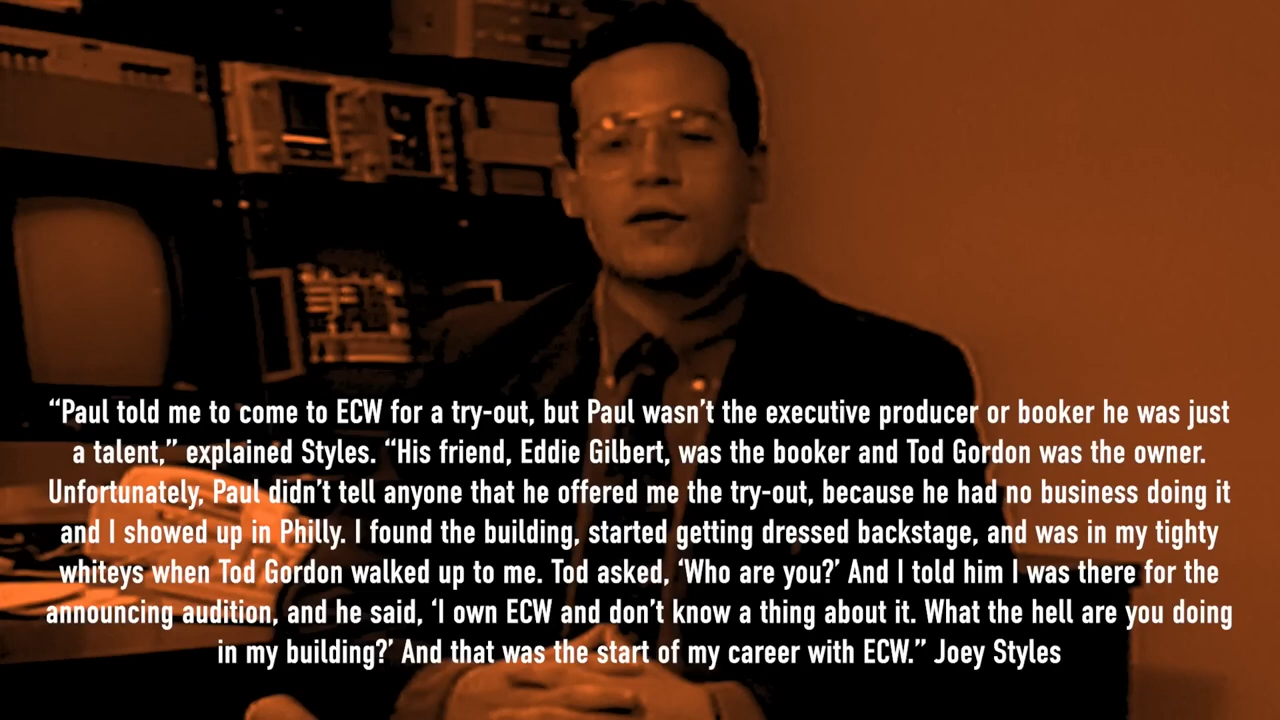 “Paul told me to come to ECW for a try-out, but Paul wasn’t the executive producer or booker he was just
a talent,” explained Styles. “His friend, Eddie Gilbert, was the booker and Tod Gordon was the owner.
Unfortunately, Paul didn’t tell anyone that he offered me the try-out, because he had no business doing it
and I showed up in Philly. I found the building, started getting dressed backstage, and was in my tighty
whiteys when Tod Gordon walked up to me. Tod asked, ‘Who are you?’ And I told him I was there for the
announcing audition, and he said, ‘I own ECW and don’t know a thing about it. What the hell are you doing
in my building?’ And that was the start of my career with ECW.” Joey Styles